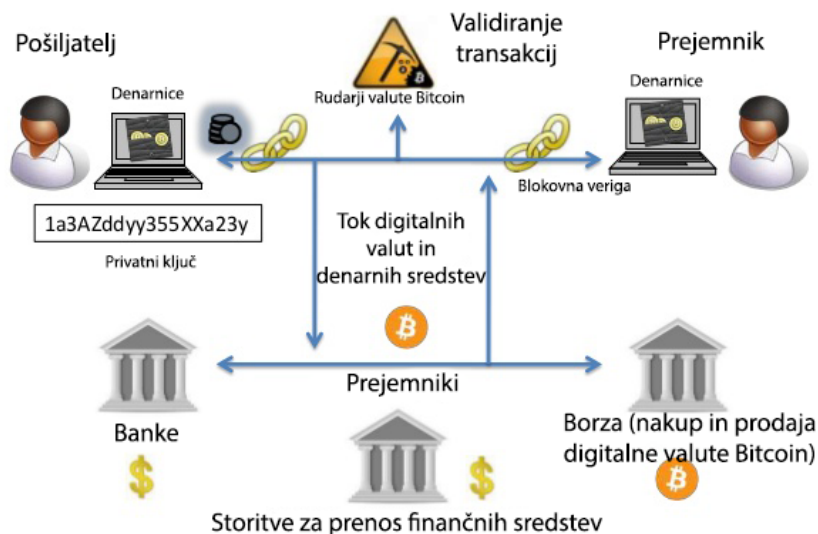 Pošiljatelj
Denarnice
1a3AZddyy355XXa23y
Privatni ključ
Rudarji valute Bitcoin
Validiranje
transakcij
Prejemnik
Denarnice
Blokovna veriga
Tok digitalnih
valut in
denarnih sredstev
Prejemniki
Banke
Storitve za prenos finančnih sredstev
Borza (nakup in prodaja
digitalne valute Bitcoin)